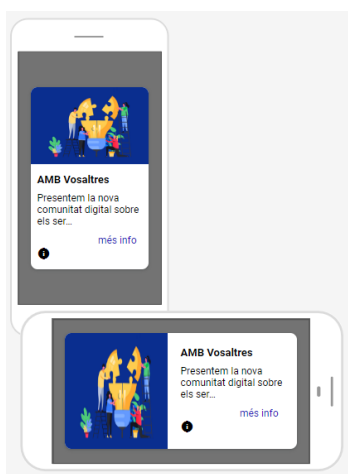 AMB Vosaltres
Presentem la nova
comunitat digital sobre
els ser...
més info
AMB Vosaltres
Presentem la nova
comunitat digital sobre
els ser...
més info